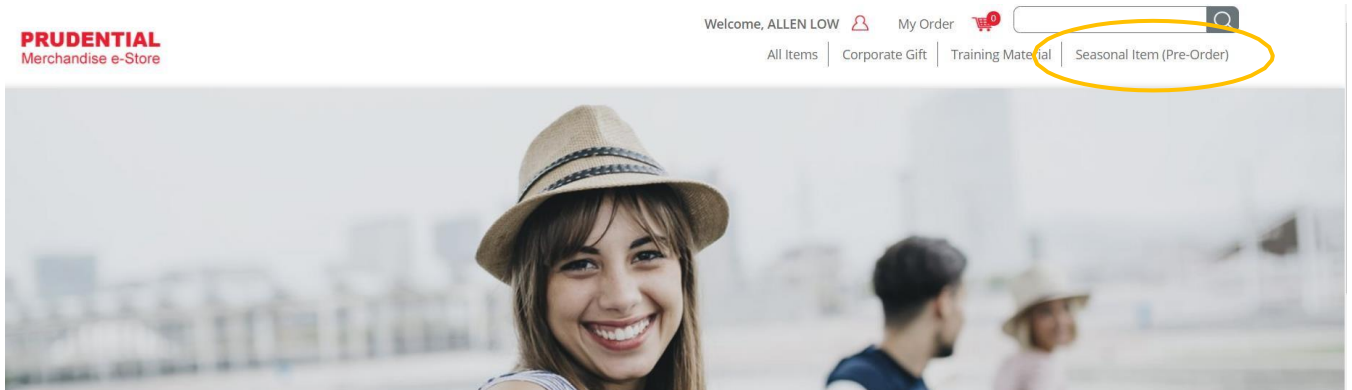 Welcome, ALLEN LOW My Order 0
PRUDENTIAL
Merchandise e-Store
All Items | Corporate Gift | Training Material | Seasonal Item (Pre-Order)